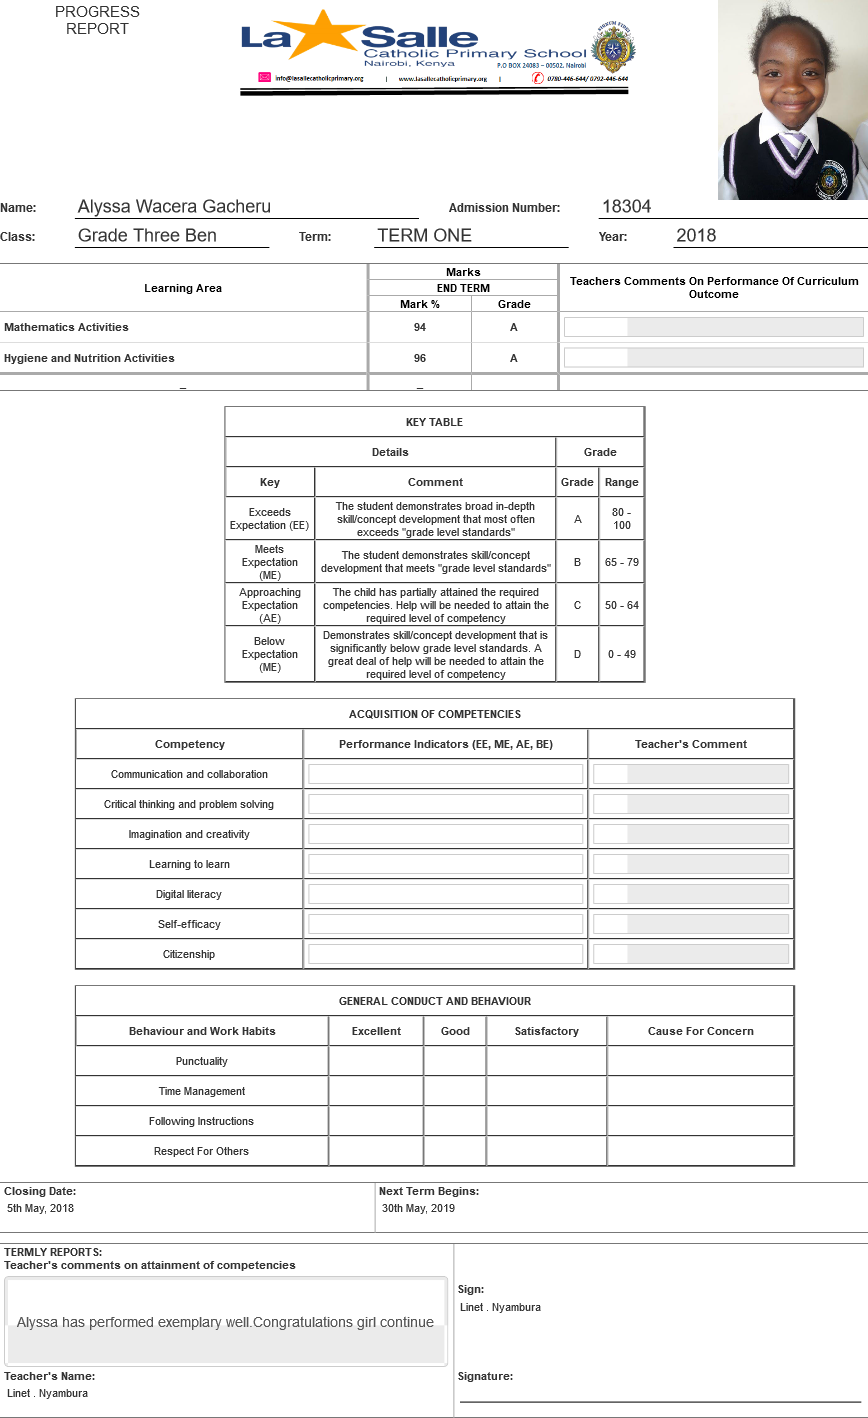 PROGRESS
REPORT
La Salle
Catholic Primary School
Nairobi, Kenya
P.O BOX 24083 – 00502, Nairobi
info@lasallecatholicprimary.org | www.lasallecatholicprimary.org | 0780-446-644/ 0792-446-644
Name: Alyssa Wacera Gacheru Admission Number: 18304
Class: Grade Three Ben Term: TERM ONE Year: 2018
Learning Area Marks Teachers Comments On Performance Of Curriculum Outcome
END TERM
Mark % Grade
Mathematics Activities 94 A
Hygiene and Nutrition Activities 96 A
_ _
KEY TABLE
Details Grade
Key Comment Grade Range
Exceeds Expectation (EE) The student demonstrates broad in-depth skill/concept development that most often exceeds "grade level standards" A 80 - 100
Meets Expectation (ME) The student demonstrates skill/concept development that meets "grade level standards" B 65 - 79
Approaching Expectation (AE) The child has partially attained the required competencies. Help will be needed to attain the required level of competency C 50 - 64
Below Expectation (ME) Demonstrates skill/concept development that is significantly below grade level standards. A great deal of help will be needed to attain the required level of competency D 0 - 49
ACQUISITION OF COMPETENCIES
Competency Performance Indicators (EE, ME, AE, BE) Teacher's Comment
Communication and collaboration
Critical thinking and problem solving
Imagination and creativity
Learning to learn
Digital literacy
Self-efficacy
Citizenship
GENERAL CONDUCT AND BEHAVIOUR
Behaviour and Work Habits Excellent Good Satisfactory Cause For Concern
Punctuality
Time Management
Following Instructions
Respect For Others
Closing Date: Next Term Begins:
5th May, 2018 30th May, 2019
TERMLY REPORTS:
Teacher's comments on attainment of competencies
Sign:
Linet . Nyambura
Alyssa has performed exemplary well.Congratulations girl continue
Teacher's Name: Signature:
Linet . Nyambura